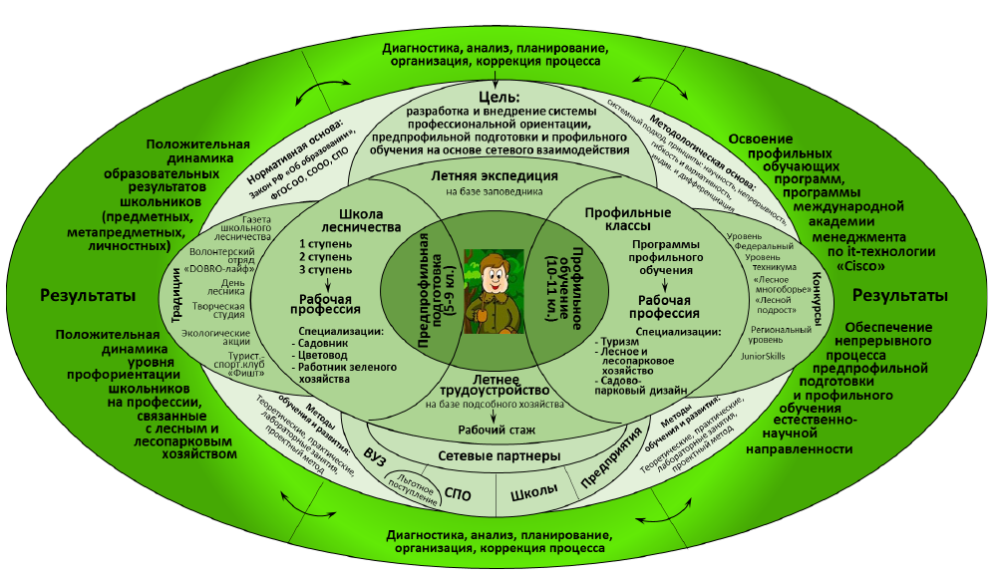 Диагностика, анализ, планирование,
организация, коррекция процесса
Цель:
разработка и внедрение системы
профессиональной ориентации,
предпрофильной подготовки и профильного
обучения на основе сетевого взаимодействия
Нормативная основа:
Закон РФ «Об образовании»,
ФГОС ОО, СОО, СПО
Методологическая основа:
системный подход, принципы: научность, непрерывность,
гибкость и вариативность,
индив. и дифференциация
Положительная
динамика
образовательных
результатов
школьников
(предметных,
метапредметных,
личностных)
Результаты
Положительная
динамика
уровня
профориентации
школьников
на профессии,
связанные
с лесным и
лесопарковым
хозяйством
Традиции
Газета
школьного
лесничества
Волонтерский
отряд
«DOBRO-лайф»
День
лесника
Творческая
студия
Экологические
акции
Турист.-
спорт.клуб
«Фишт»
Летняя экспедиция
на базе заповедника
Школа
лесничества
1 ступень
2 ступень
3 ступень
Рабочая
профессия
Специализации:
- Садовник
- Цветовод
- Работник зеленого
хозяйства
Предпрофильная
(5-9 кл.)
Профильное
обучение
(10-11 кл.)
Профильные
классы
Программы
профильного
обучения
Рабочая
профессия
Специализации:
- Туризм
- Лесное и
лесопарковое
хозяйство
- Садово-
парковый дизайн
Летнее
трудоустройство
на базе подсобного хозяйства
Рабочий стаж
Конкурсы
Уровень
Федеральный
Уровень
техникума
«Лесное
многоборье»
«Лесной
подрост»
Региональный
уровень
JuniorSkills
Освоение
профильных
обучающих
программ,
программы
международной
академии
менеджмента
по it-технологии
«Cisco»
Результаты
Обеспечение
непрерывного
процесса
предпрофильной
подготовки
и профильного
обучения
естественно-
научной
направленности
Методы
обучения и развития:
Теоретические, практические,
лабораторные занятия,
проектный метод
Методы
обучения и развития:
Теоретические, практические,
лабораторные занятия,
проектный метод
Сетевые партнеры
ВУЗ
Льготное
поступление
СПО
Школы
Предприятия
Диагностика, анализ, планирование,
организация, коррекция процесса